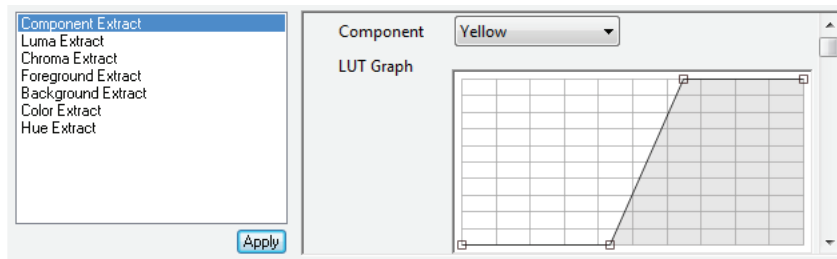 Component Extract
Luma Extract
Chroma Extract
Foreground Extract
Background Extract
Color Extract
Hue Extract
Apply
Component Yellow
LUT Graph